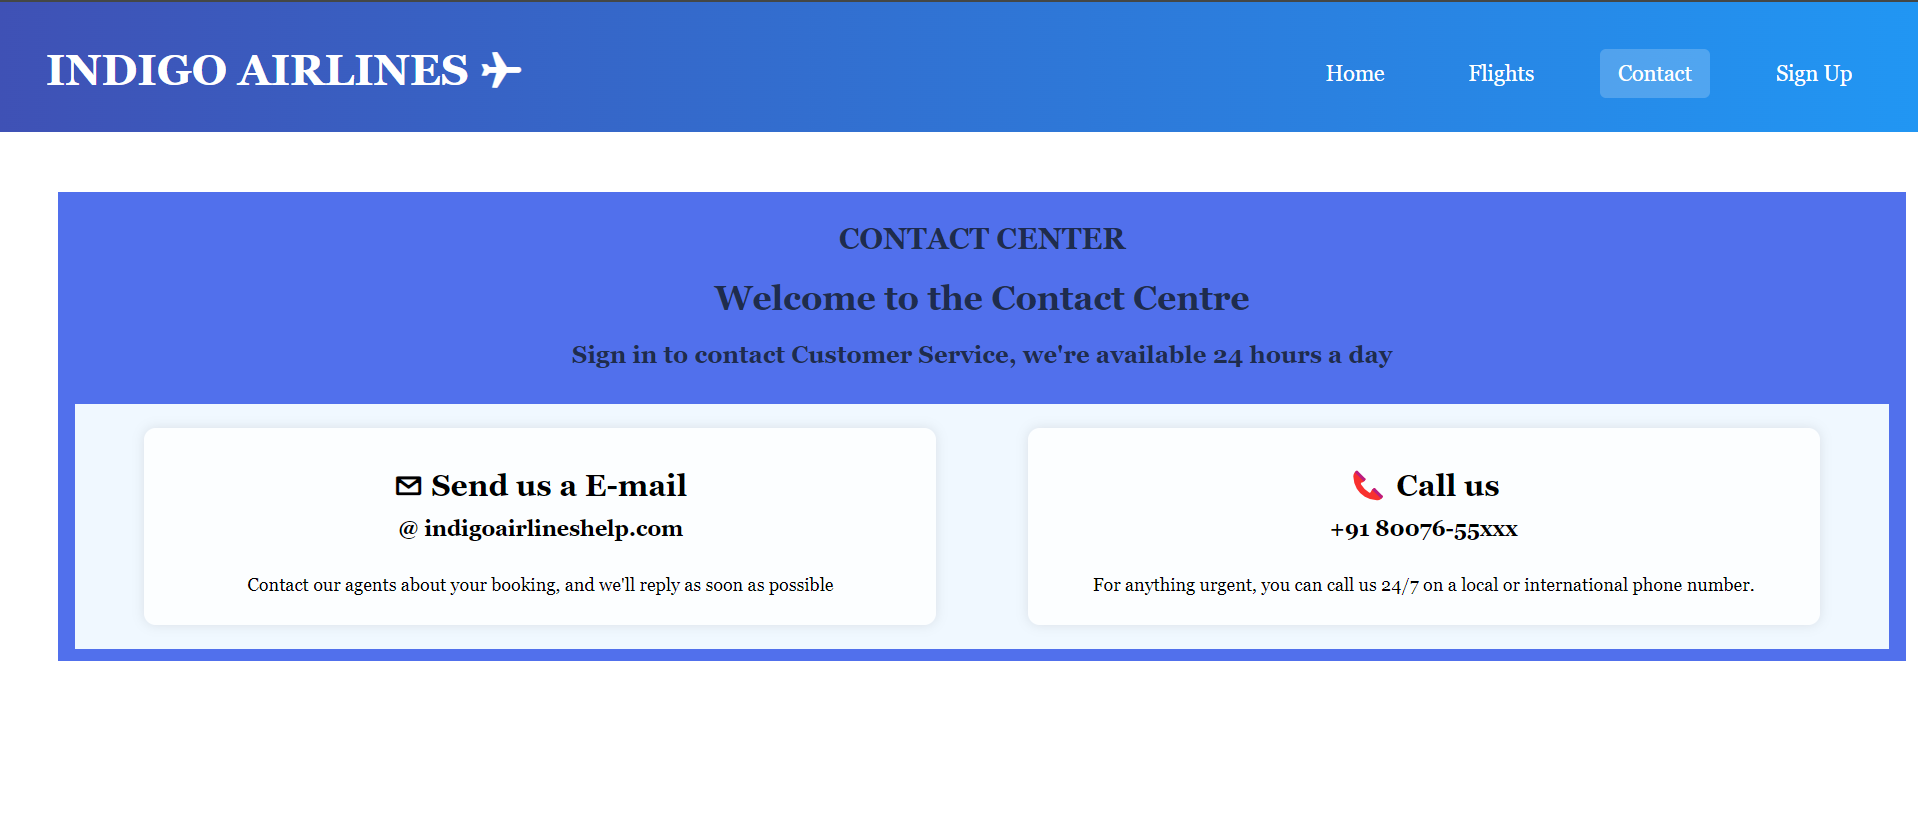 INDIGO AIRLINES ✈
Home
Flights
Contact
Sign Up
CONTACT CENTER
Welcome to the Contact Centre
Sign in to contact Customer Service, we're available 24 hours a day
Send us a E-mail
@ indigoairlineshelp.com
Contact our agents about your booking, and we'll reply as soon as possible
Call us
+91 80076-55xxx
For anything urgent, you can call us 24/7 on a local or international phone number.